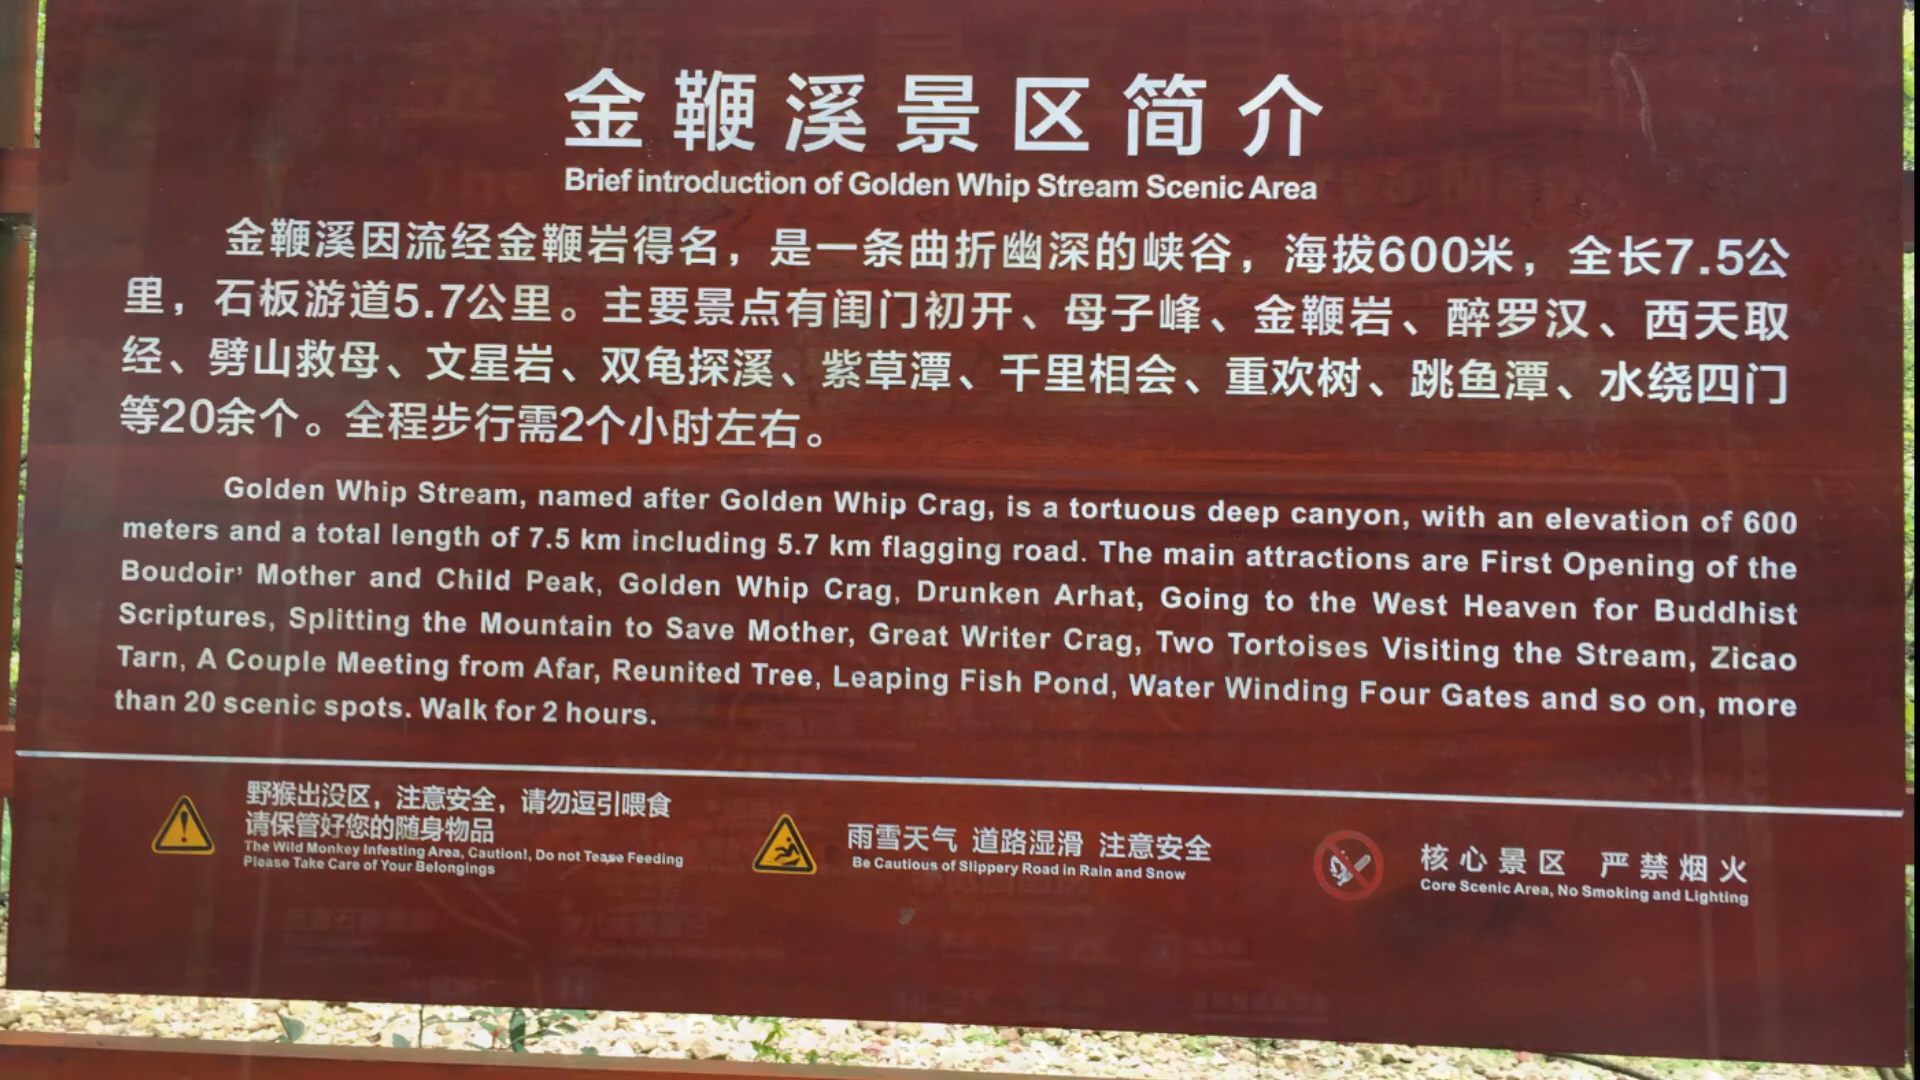 金鞭溪景区简介
Brief introduction of Golden Whip Stream Scenic Area
金鞭溪因流经金鞭岩得名，是一条曲折幽深的峡谷，海拔600米，全长7.5公
里，石板游道5.7公里。主要景点有闺门初开、母子峰、金鞭岩、醉罗汉、西天取
经、劈山救母、文星岩、双龟探溪、紫草潭、千里相会、重欢树、跳鱼潭、水绕四门
等20余个。全程步行需2个小时左右。
Golden Whip Stream, named after Golden Whip Crag, is a tortuous deep canyon, with an elevation of 600
meters and a total length of 7.5 km including 5.7 km flagging road. The main attractions are First Opening of the
Boudoir' Mother and Child Peak, Golden Whip Crag, Drunken Arhat, Going to the West Heaven for Buddhist
Scriptures, Splitting the Mountain to Save Mother, Great Writer Crag, Two Tortoises Visiting the Stream, Zicao
Tarn, A Couple Meeting from Afar, Reunited Tree, Leaping Fish Pond, Water Winding Four Gates and so on, more
than 20 scenic spots. Walk for 2 hours.
野猴出没区，注意安全，请勿逗引喂食
请保管好您的随身物品
The Wild Monkey Infesting Area, Caution!, Do not Tease Feeding
Please Take Care of Your Belongings
雨雪天气 道路湿滑 注意安全
Be Cautious of Slippery Road in Rain and Snow
核心景区 严禁烟火
Core Scenic Area, No Smoking and Lighting